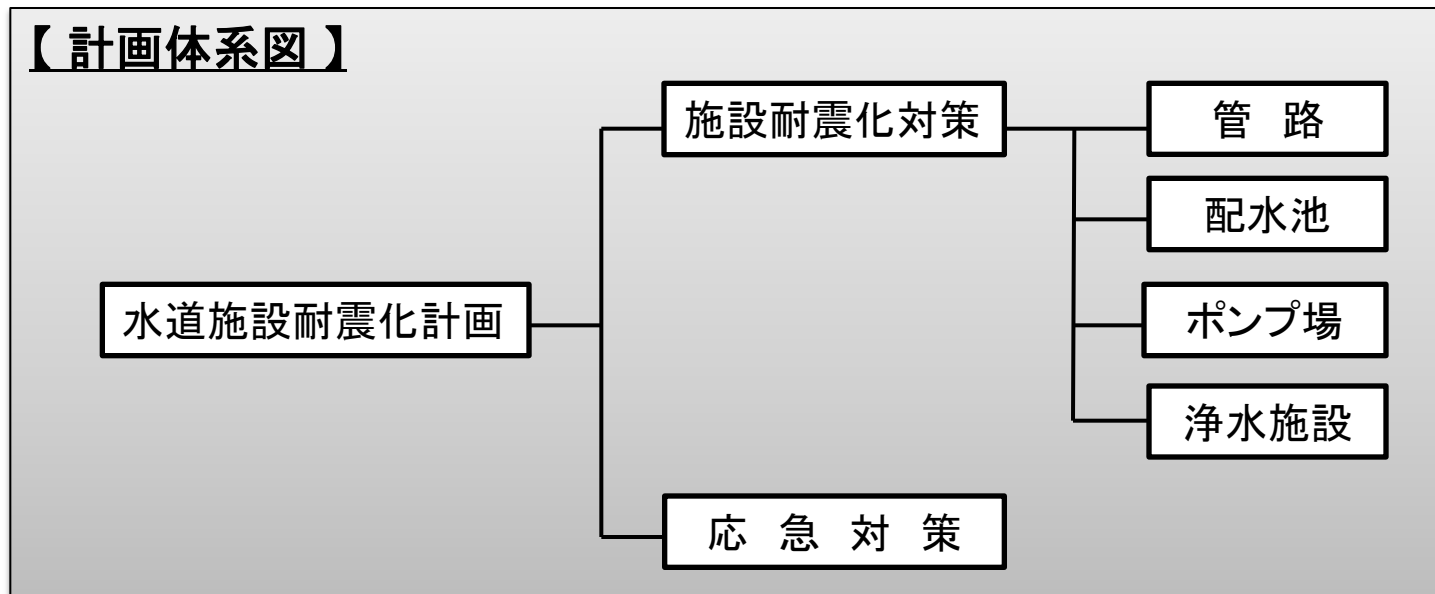 【 計画体系図 】
施設耐震化対策
管　路
配水池
水道施設耐震化計画
ポンプ場
浄水施設
応　急　対　策